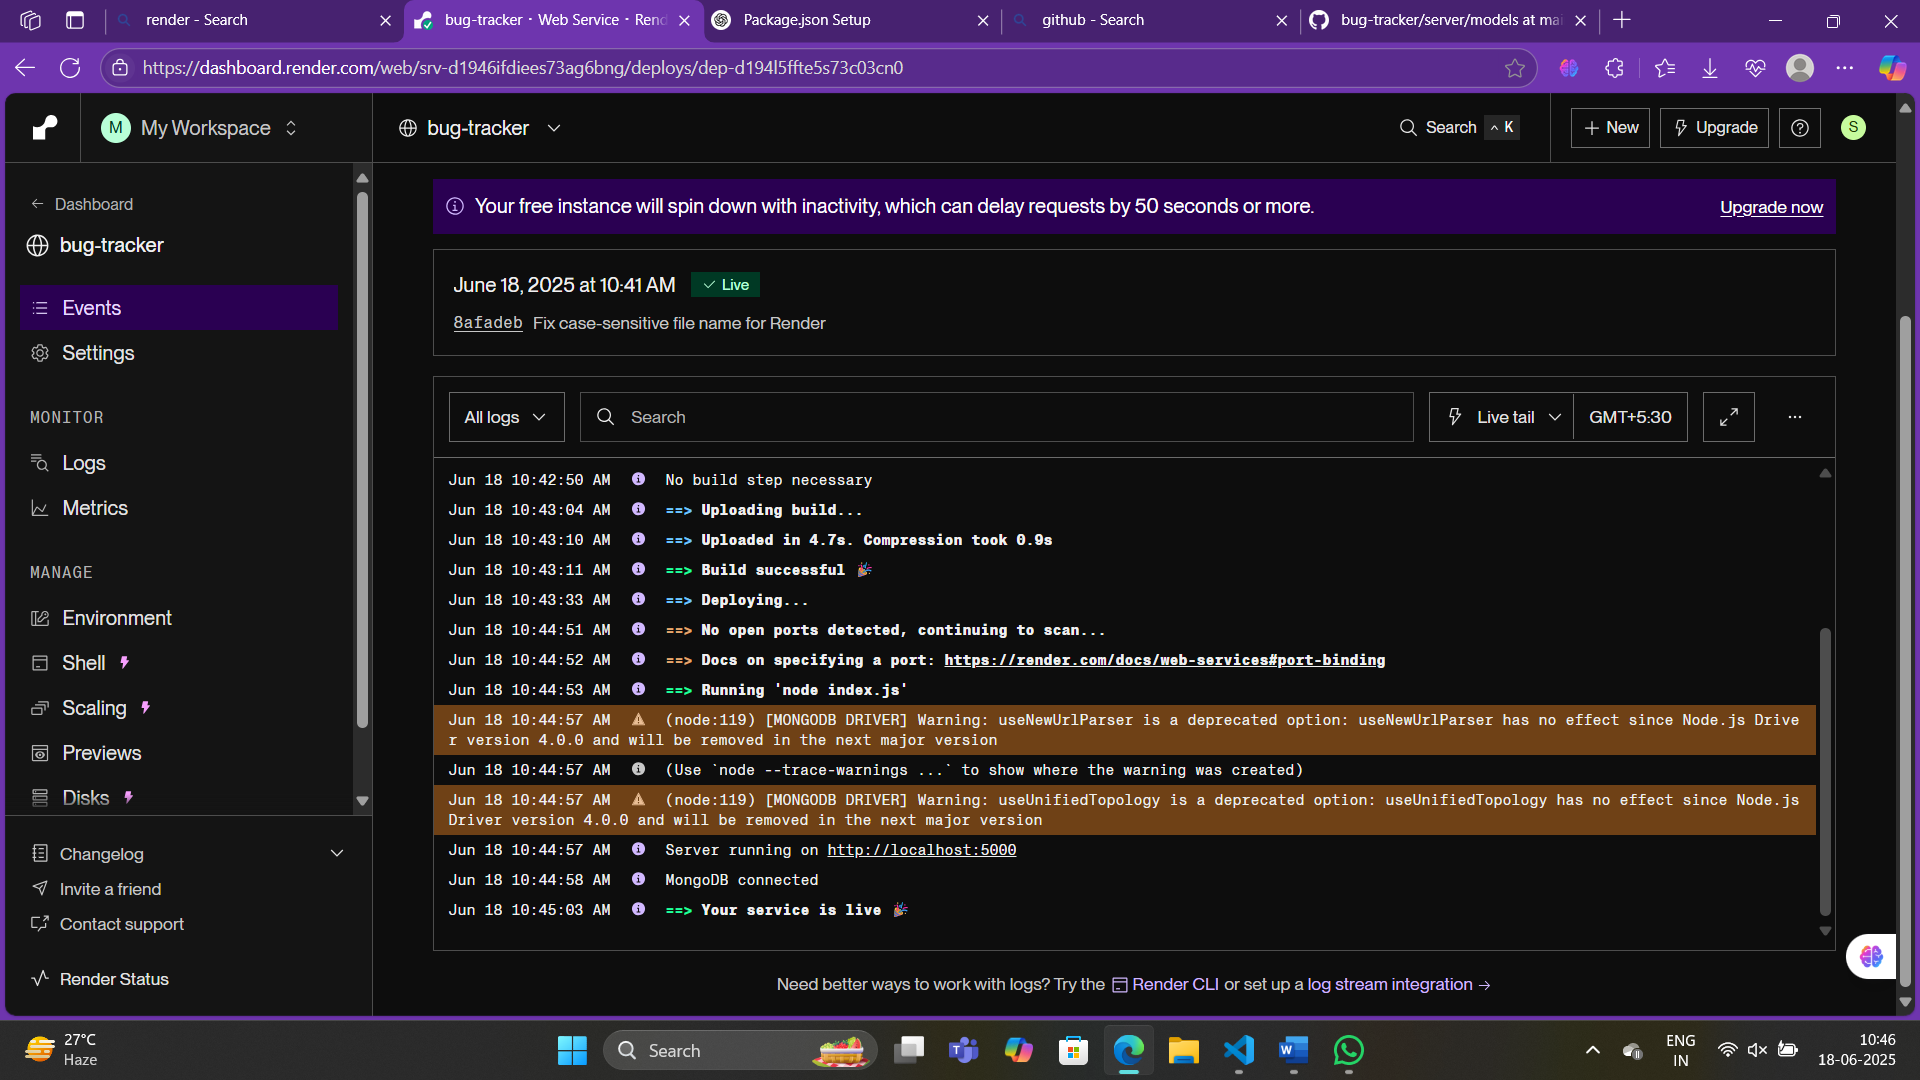 render - Search
bug-tracker · Web Service · Rend
Package.json Setup
github - Search
bug-tracker/server/models at mai
https://dashboard.render.com/web/srv-d1946ifdiees73ag6bng/deploys/dep-d194l5ffte5s73c03cn0
M My Workspace
bug-tracker
Search ^ K
+ New
Upgrade
S
← Dashboard
bug-tracker
Events
Settings
MONITOR
Logs
Metrics
MANAGE
Environment
Shell
Scaling
Previews
Disks
Changelog
Invite a friend
Contact support
Render Status
Your free instance will spin down with inactivity, which can delay requests by 50 seconds or more.
Upgrade now
June 18, 2025 at 10:41 AM ✓ Live
8afadeb Fix case-sensitive file name for Render
All logs
Search
Live tail
GMT+5:30
...
Jun 18 10:42:50 AM No build step necessary
Jun 18 10:43:04 AM ==> Uploading build...
Jun 18 10:43:10 AM ==> Uploaded in 4.7s. Compression took 0.9s
Jun 18 10:43:11 AM ==> Build successful 🎉
Jun 18 10:43:33 AM ==> Deploying...
Jun 18 10:44:51 AM ==> No open ports detected, continuing to scan...
Jun 18 10:44:52 AM ==> Docs on specifying a port: https://render.com/docs/web-services#port-binding
Jun 18 10:44:53 AM ==> Running 'node index.js'
Jun 18 10:44:57 AM (node:119) [MONGODB DRIVER] Warning: useNewUrlParser is a deprecated option: useNewUrlParser has no effect since Node.js Drive
r version 4.0.0 and will be removed in the next major version
Jun 18 10:44:57 AM (Use `node --trace-warnings ...` to show where the warning was created)
Jun 18 10:44:57 AM (node:119) [MONGODB DRIVER] Warning: useUnifiedTopology is a deprecated option: useUnifiedTopology has no effect since Node.js
Driver version 4.0.0 and will be removed in the next major version
Jun 18 10:44:57 AM Server running on http://localhost:5000
Jun 18 10:44:58 AM MongoDB connected
Jun 18 10:45:03 AM ==> Your service is live 🎉
Need better ways to work with logs? Try the Render CLI or set up a log stream integration →
27°C
Haze
Search
ENG
IN
10:46
18-06-2025